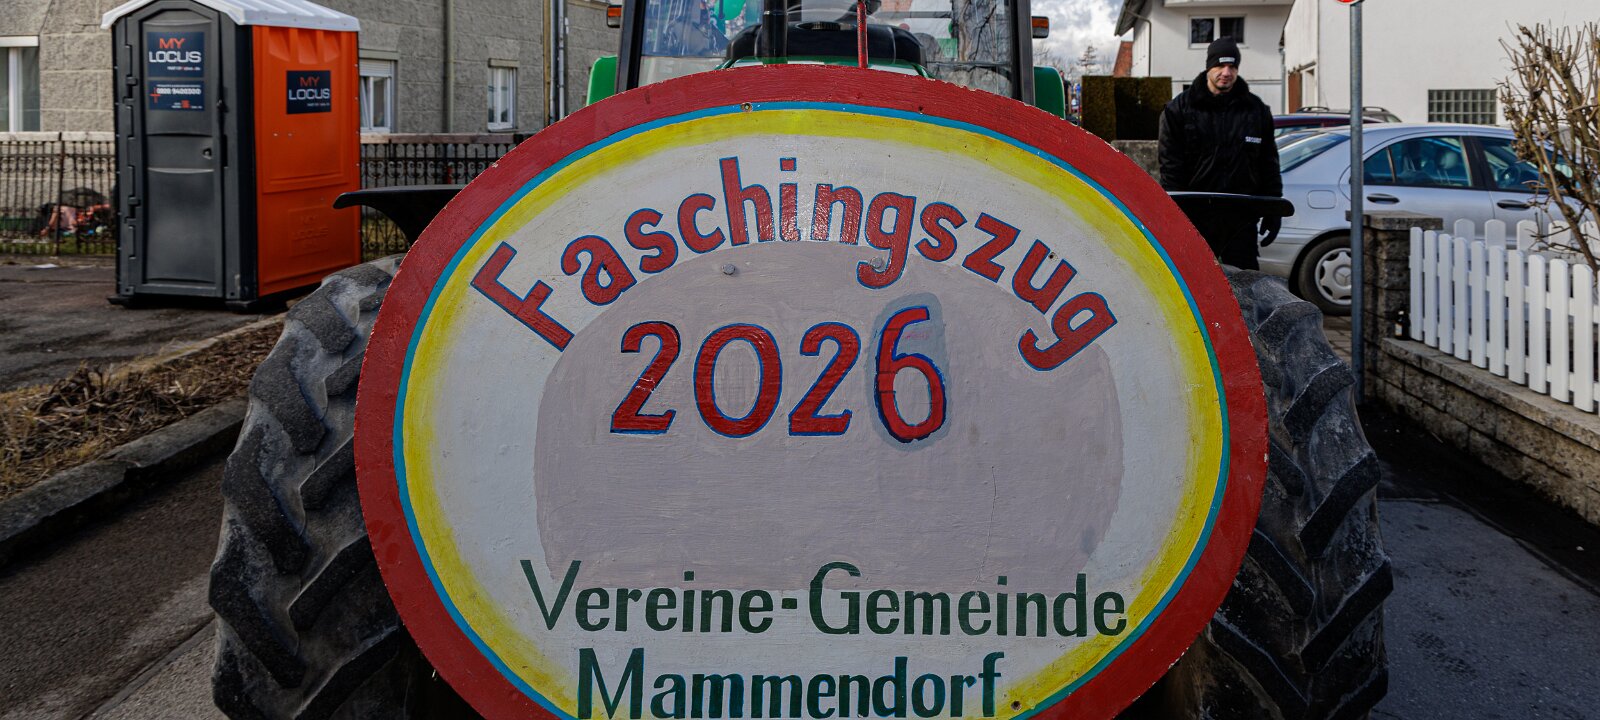 MY
LOCUS
MY
LOCUS
Faschingszug
2026
Vereine-Gemeinde
Mammendorf